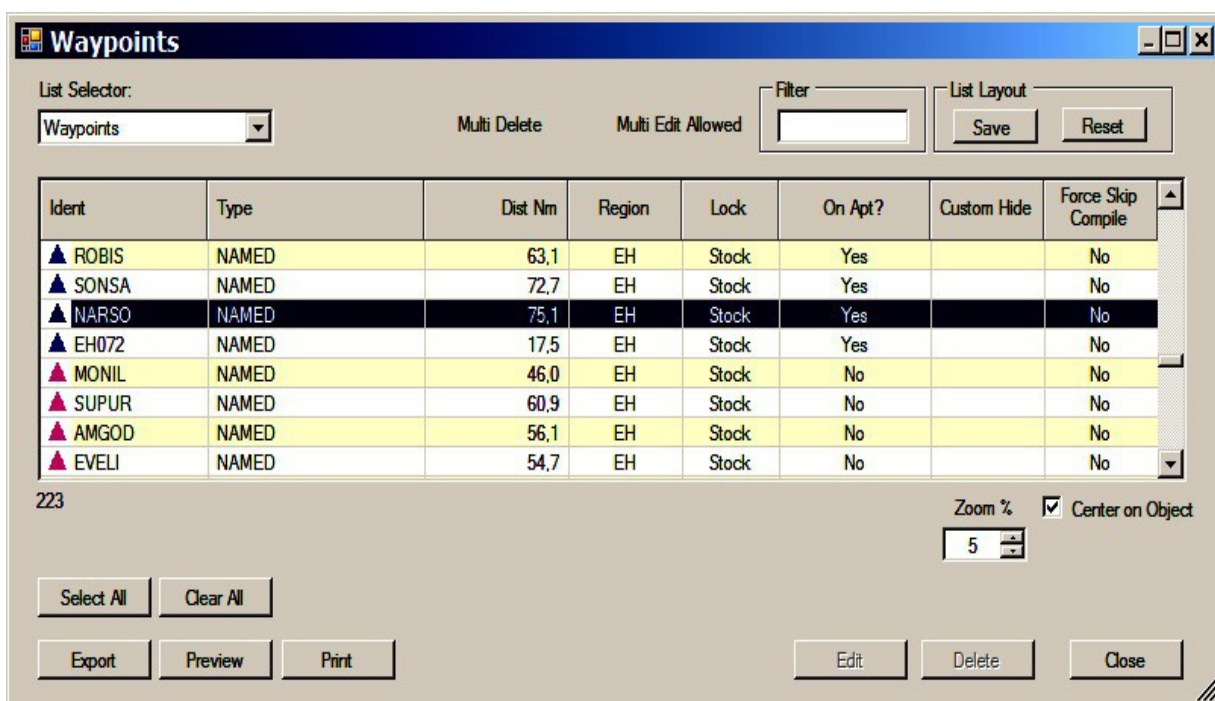 Waypoints
List Selector:
Waypoints
Multi Delete
Multi Edit Allowed
Filter
List Layout
Save
Reset
Ident Type Dist Nm Region Lock On Apt? Custom Hide Force Skip
Compile
ROBIS NAMED 63,1 EH Stock Yes No
SONSA NAMED 72,7 EH Stock Yes No
NARSO NAMED 75,1 EH Stock Yes No
EH072 NAMED 17,5 EH Stock Yes No
MONIL NAMED 46,0 EH Stock No No
SUPUR NAMED 60,9 EH Stock No No
AMGOD NAMED 56,1 EH Stock No No
EVELI NAMED 54,7 EH Stock No No
223
Zoom %
Center on Object
5
Select All Clear All
Export Preview Print Edit Delete Close